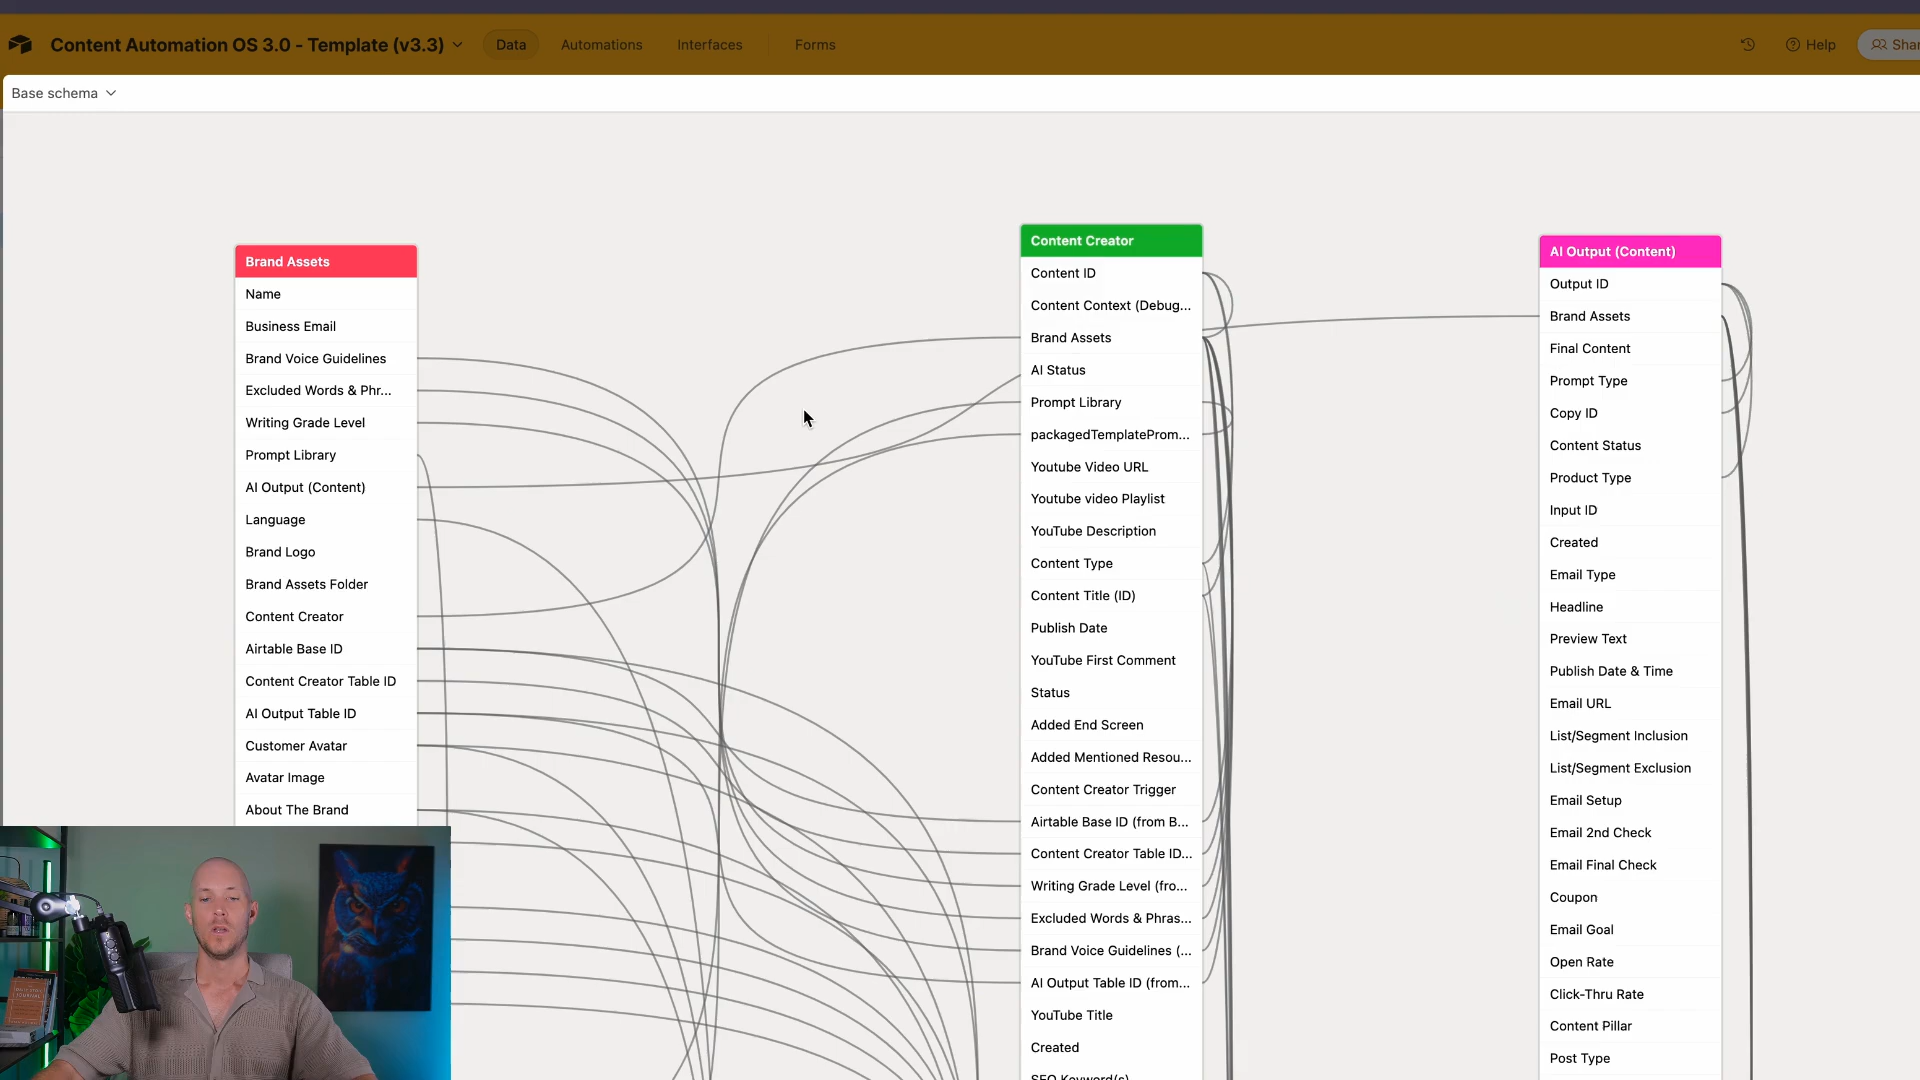 Content Automation OS 3.0 - Template (v3.3)
Data
Automations
Interfaces
Forms
Help
Shar
Base schema
Brand Assets
Name
Business Email
Brand Voice Guidelines
Excluded Words & Phr...
Writing Grade Level
Prompt Library
AI Output (Content)
Language
Brand Logo
Brand Assets Folder
Content Creator
Airtable Base ID
Content Creator Table ID
AI Output Table ID
Customer Avatar
Avatar Image
About The Brand
Content Creator
Content ID
Content Context (Debug...
Brand Assets
AI Status
Prompt Library
packagedTemplateProm...
Youtube Video URL
Youtube video Playlist
YouTube Description
Content Type
Content Title (ID)
Publish Date
YouTube First Comment
Status
Added End Screen
Added Mentioned Resou...
Content Creator Trigger
Airtable Base ID (from B...
Content Creator Table ID...
Writing Grade Level (fro...
Excluded Words & Phras...
Brand Voice Guidelines (...
AI Output Table ID (from...
YouTube Title
Created
SEO Keyword(s)
AI Output (Content)
Output ID
Brand Assets
Final Content
Prompt Type
Copy ID
Content Status
Product Type
Input ID
Created
Email Type
Headline
Preview Text
Publish Date & Time
Email URL
List/Segment Inclusion
List/Segment Exclusion
Email Setup
Email 2nd Check
Email Final Check
Coupon
Email Goal
Open Rate
Click-Thru Rate
Content Pillar
Post Type